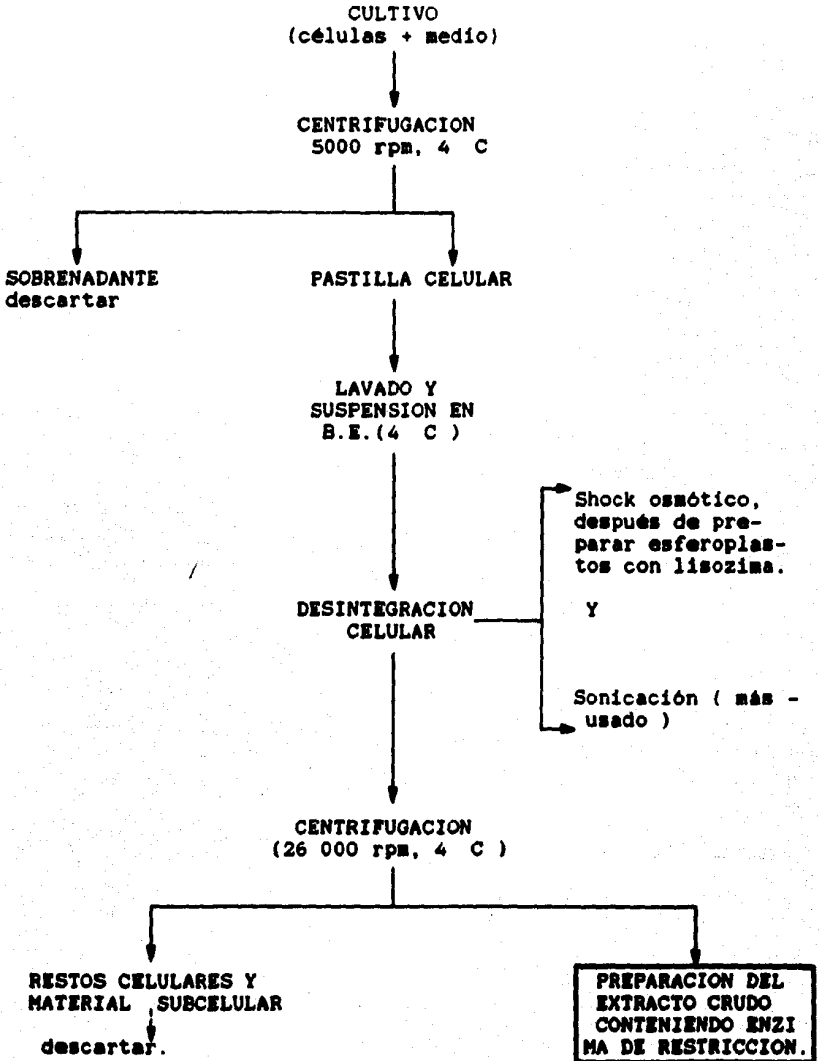 CULTIVO
(células + medio)
CENTRIFUGACION
5000 rpm, 4 C
SOBRENADANTE
descartar
PASTILLA CELULAR
LAVADO Y
SUSPENSION EN
B.E.(4 C )
DESINTEGRACION
CELULAR
Shock osmótico,
después de pre-
parar esferoplas-
tos con lisozima.
Y
Sonicación ( más -
usado )
CENTRIFUGACION
(26 000 rpm, 4 C )
RESTOS CELULARES Y
MATERIAL SUBCELULAR
descartar.
PREPARACION DEL
EXTRACTO CRUDO
CONTENIENDO ENZI
MA DE RESTRICCION.